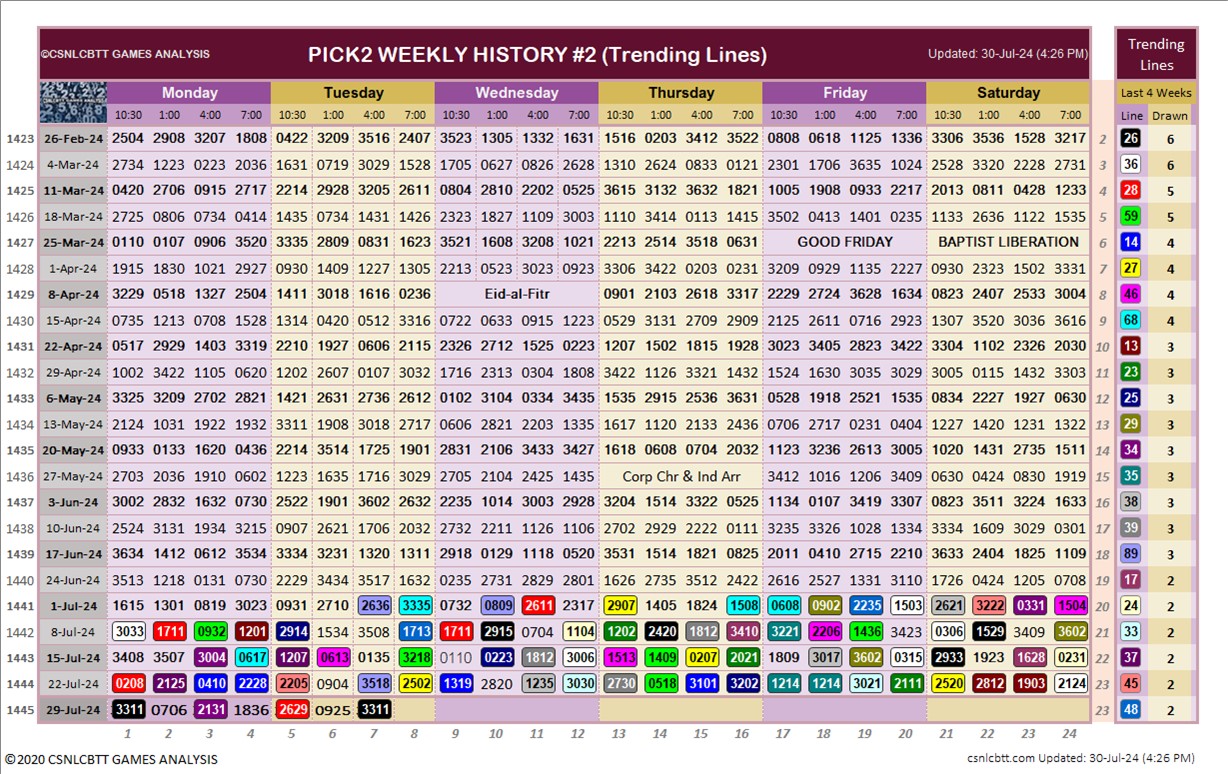 ©CSNLCBTT GAMES ANALYSIS PICK2 WEEKLY HISTORY #2 (Trending Lines) Updated: 30-Jul-24 (4:26 PM)
Trending
Lines
Monday Tuesday Wednesday Thursday Friday Saturday Last 4 Weeks
10:30 1:00 4:00 7:00 10:30 1:00 4:00 7:00 10:30 1:00 4:00 7:00 10:30 1:00 4:00 7:00 10:30 1:00 4:00 7:00 10:30 1:00 4:00 7:00 Line Drawn
1423 26-Feb-24 2504 2908 3207 1808 0422 3209 3516 2407 3523 1305 1332 1631 1516 0203 3412 3522 0808 0618 1125 1336 3306 3536 1528 3217 2 26 6
1424 4-Mar-24 2734 1223 0223 2036 1631 0719 3029 1523 1705 0627 0826 2628 1310 2624 0833 0121 2301 1706 3635 1024 2528 3320 2228 2731 3 36 6
1425 11-Mar-24 0420 2706 0915 2717 2214 2928 3205 2611 0804 2810 2202 0525 3615 3132 3632 1821 1005 1908 0933 2217 2013 0811 0428 1233 4 28 5
1426 18-Mar-24 2725 0806 0734 0414 1435 0734 1431 1426 2323 1827 1109 3003 1110 3414 0113 1415 3502 0413 1401 0235 1133 2636 1122 1535 5 59 5
1427 25-Mar-24 0110 0107 0906 3520 3335 2809 0831 1623 3521 1608 3208 1021 2213 2514 3518 0631 GOOD FRIDAY BAPTIST LIBERATION 6 14 4
1428 1-Apr-24 1915 1830 1021 2927 0930 1409 1227 1305 2213 0523 3023 0923 3306 3422 0203 0231 3209 0929 1135 2227 0930 2323 1502 3331 7 27 4
1429 8-Apr-24 3229 0518 1327 2504 1411 3018 1616 0236 Eid-al-Fitr 0901 2103 2618 3317 2229 2724 3628 1634 0823 2407 2533 3004 8 46 4
1430 15-Apr-24 0735 1213 0708 1528 1314 0420 0512 3316 0722 0633 0915 1223 0529 3131 2709 2909 2125 2611 0716 2923 1307 3520 3036 3616 9 68 4
1431 22-Apr-24 0517 2929 1403 3319 2210 1927 0606 2115 2326 2712 1525 0223 1207 1502 1815 1928 3023 3405 2823 3422 3304 1102 2326 2030 10 13 3
1432 29-Apr-24 1002 3422 1105 0620 1202 2607 0107 3032 1716 2313 0304 1808 3422 1126 3321 1432 1524 1630 3035 3029 3005 0115 1432 3303 11 23 3
1433 6-May-24 3325 3209 2702 2821 1421 2631 2736 2612 0102 3104 0334 3435 1535 2915 2536 3631 0528 1918 2521 1535 0834 2227 1927 0630 12 25 3
1434 13-May-24 2124 1031 1922 1932 3311 1908 3018 2717 0606 2821 2203 1335 1617 1120 2133 2436 0706 2717 0231 0404 1227 1420 1231 1322 13 29 3
1435 20-May-24 0933 0133 1620 0436 2214 3514 1725 1901 2831 2106 3433 3427 1618 0608 0704 2032 1123 3236 2613 3005 1020 1431 2735 1511 14 34 3
1436 27-May-24 2703 2036 1910 0602 1223 1635 1716 3022 2705 2104 2425 1435 Corp Chr & Ind Arr 3412 1016 1206 3409 0630 0424 0830 1919 15 35 3
1437 3-Jun-24 3002 2832 1632 0730 2522 1901 3602 2632 2235 1014 3003 2928 3204 1514 3322 0525 1134 0107 3419 3307 0823 3511 3224 1633 16 38 3
1438 10-Jun-24 2524 3131 1934 3215 0907 2621 1706 2032 2732 2211 1126 1106 2702 2929 2222 0111 3235 3326 1028 1334 3334 1609 3029 0301 17 39 3
1439 17-Jun-24 3634 1412 0612 3534 3334 3231 1320 1311 2918 0129 1118 0520 3531 1514 1821 0825 2011 0410 2715 2210 3633 2404 1825 1109 18 89 3
1440 24-Jun-24 3513 1218 0131 0730 2229 3434 3517 1632 0235 2731 2829 2801 1626 2735 3512 2422 2616 2527 1331 3110 1726 0424 1205 0708 19 17 2
1441 1-Jul-24 1615 1301 0819 3023 0931 2710 2636 3335 0732 0809 2611 2317 2907 1405 1824 1508 0608 0902 2235 1503 2621 3222 0331 1504 20 24 2
1442 8-Jul-24 3033 1711 0932 1201 2914 1534 3508 1713 1711 2915 0704 1104 1202 2420 1812 3410 3221 2206 1436 3423 0306 1529 3409 3602 21 33 2
1443 15-Jul-24 3408 3507 3004 0617 1207 0613 0135 3218 0110 0223 1812 3006 1513 1409 0207 2021 1809 3017 3602 0315 2933 1923 1628 0231 22 37 2
1444 22-Jul-24 0208 2125 0410 2228 2205 0904 3518 2502 1319 2820 1235 3030 2730 0518 3101 3202 1214 1214 3021 2111 2520 2812 1903 2124 23 45 2
1445 29-Jul-24 3311 0706 2131 1836 2629 0925 3311 23 48 2
1 2 3 4 5 6 7 8 9 10 11 12 13 14 15 16 17 18 19 20 21 22 23 24
©2020 CSNLCBTT GAMES ANALYSIS csnlcbtt.com Updated: 30-Jul-24 (4:26 PM)